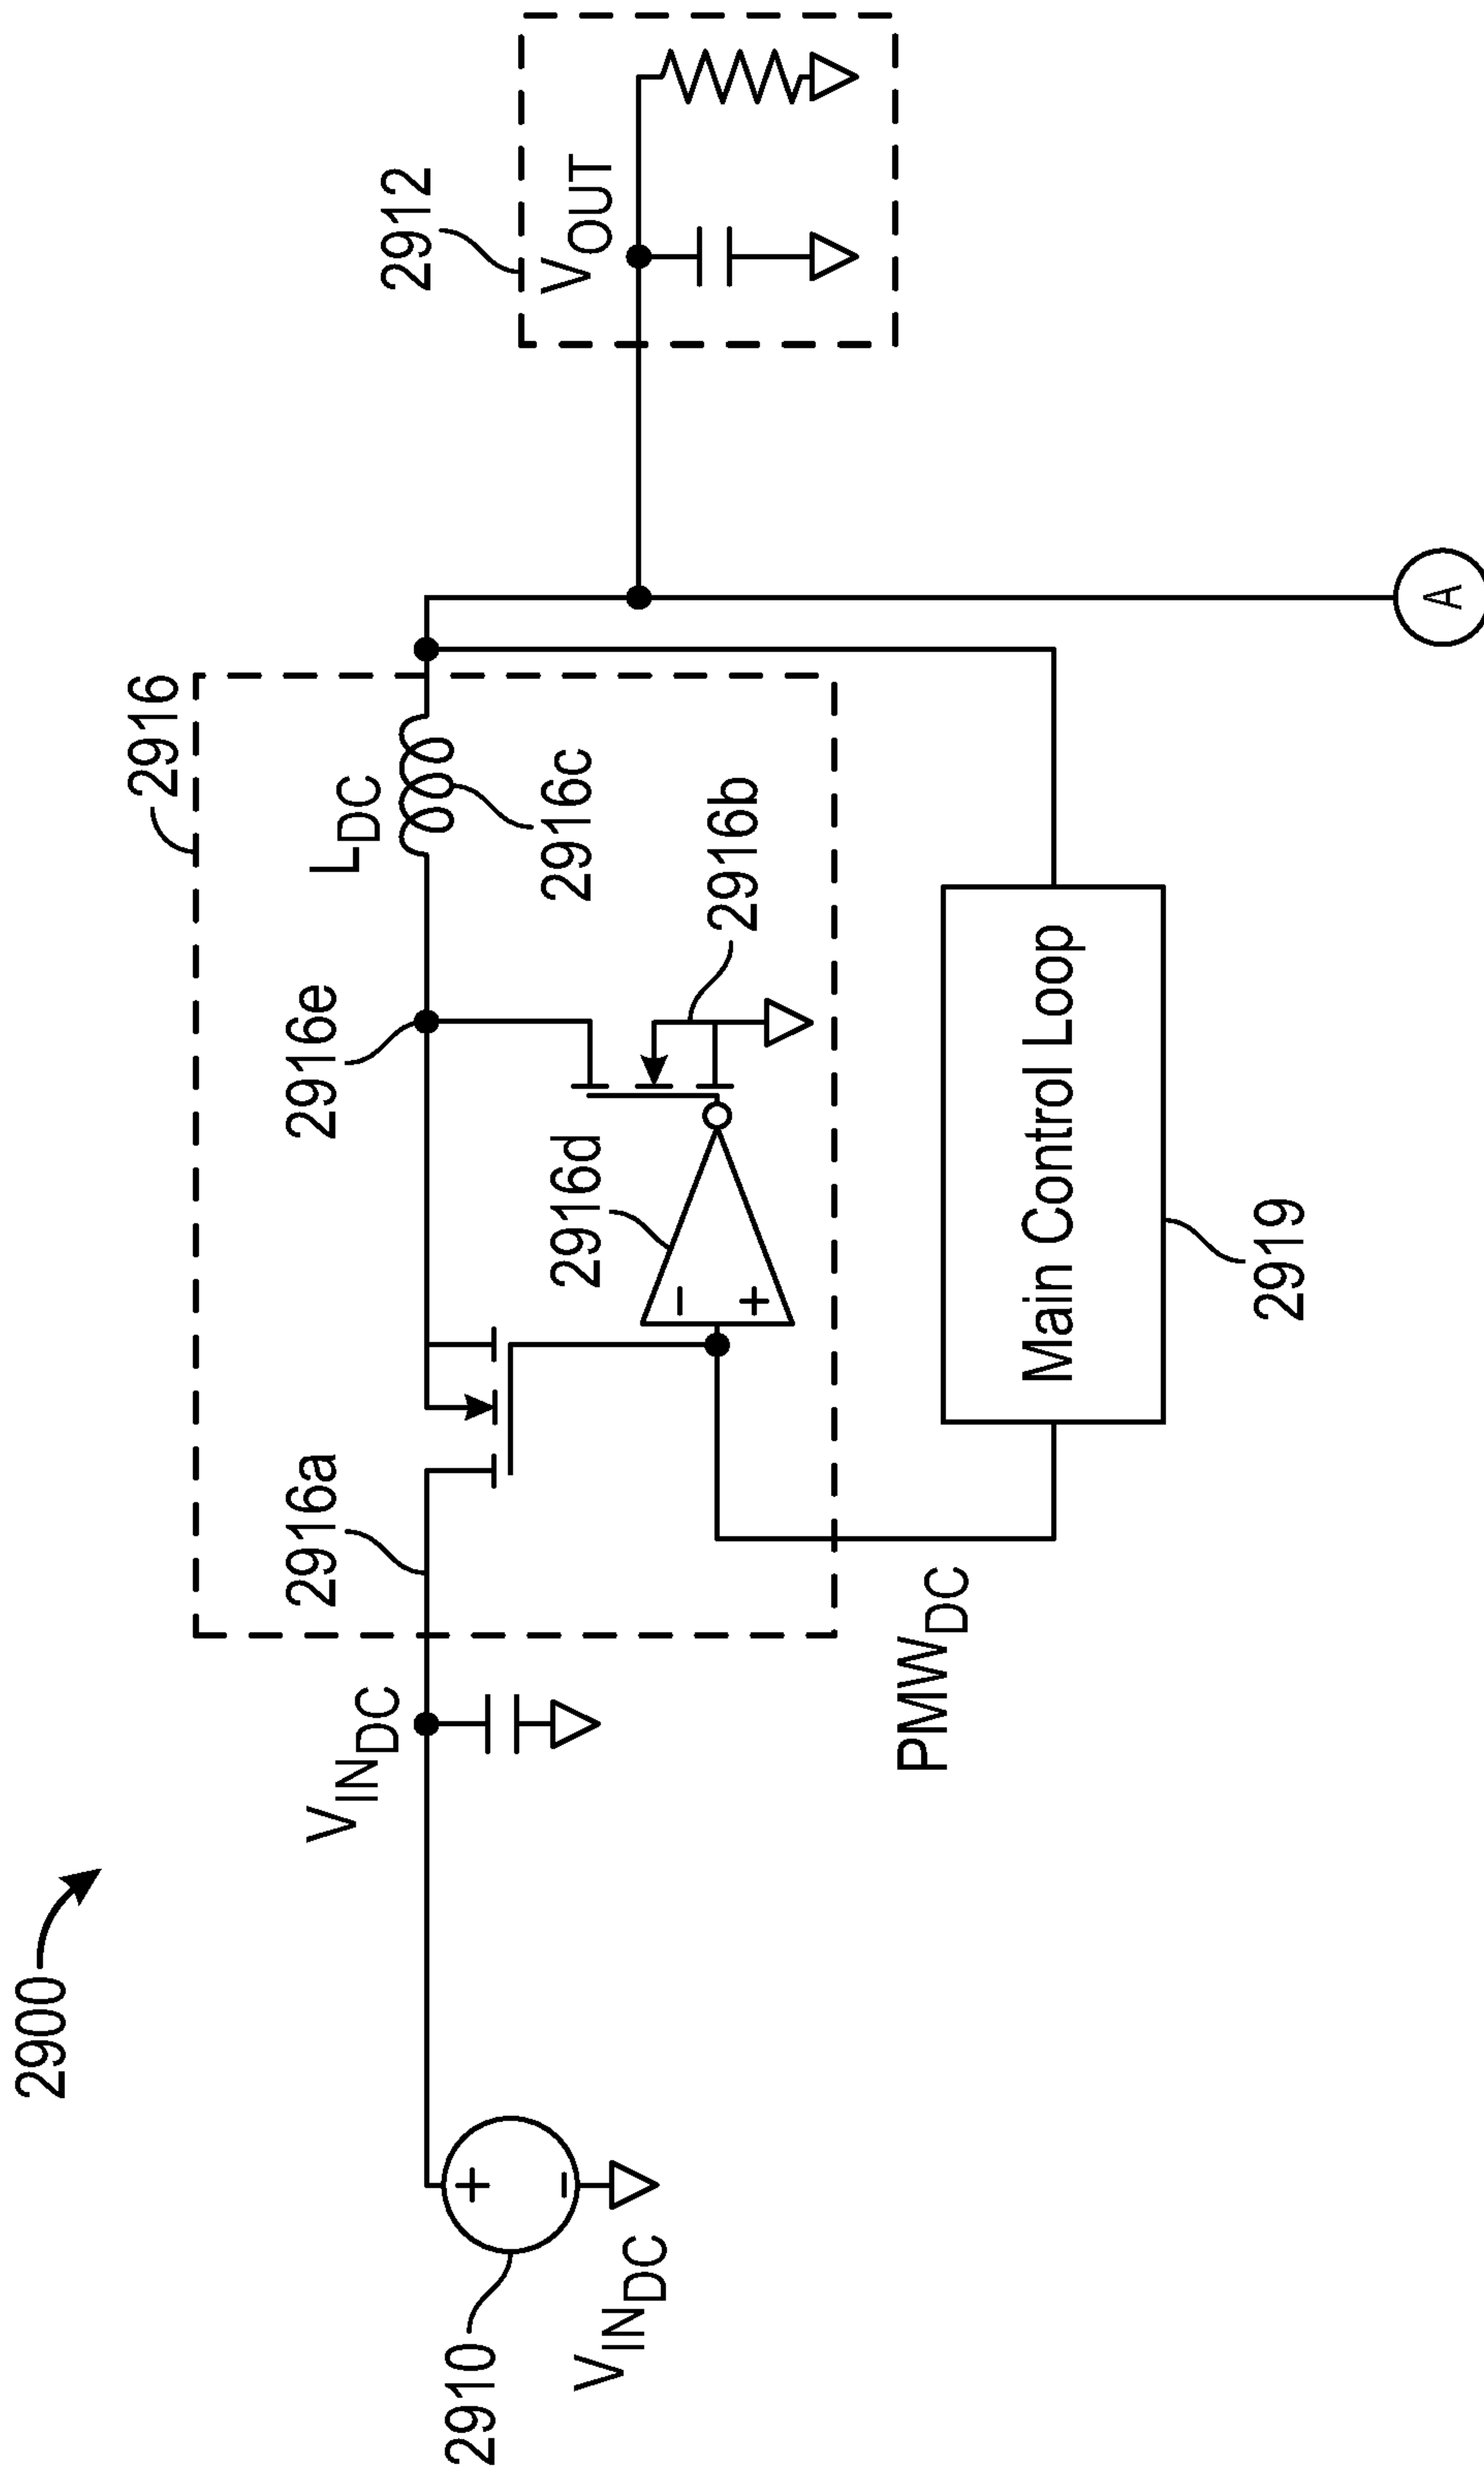 2900
2910
V_IN_DC
V_IN_DC
2916
2916a
2916e
L_DC
2916c
2916d
2916b
−
+
+
−
PMW_DC
Main Control Loop
2919
2912
V_OUT
A